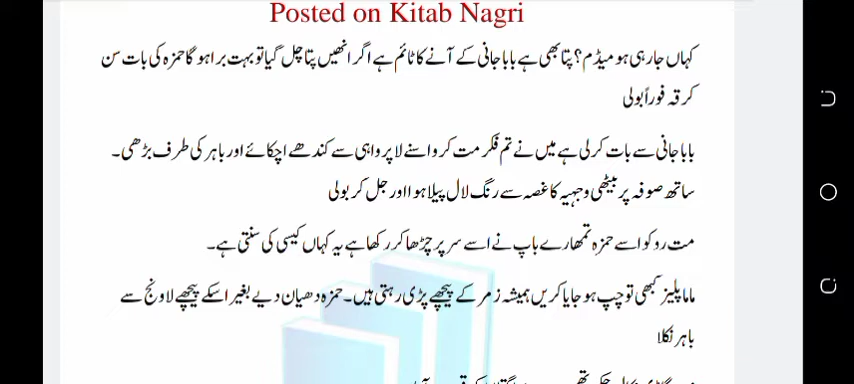 Posted on Kitab Nagri
کہاں جا رہی ہو میڈم؟ پتا بھی ہے بابا جانی کے آنے کا ٹائم ہے اگر انھیں پتا چل گیا تو بہت برا ہو گا حمزہ کی بات سن
کر قہ فوراً بولی
بابا جانی سے بات کر لی ہے میں نے تم فکر مت کرو اسنے لاپرواہی سے کندھے اچکائے اور باہر کی طرف بڑھی۔
ساتھ صوفہ پر بیٹھی وجہیہ کا غصہ سے رنگ لال پیلا ہوا اور جل کر بولی
مت روکو اسے حمزہ تمھارے باپ نے اسے سر پر چڑھا کر رکھا ہے یہ کہاں کیسی کی سنتی ہے۔
ماما پلیز کبھی تو چپ ہو جایا کریں ہمیشہ زمر کے پیچھے پڑی رہتی ہیں۔ حمزہ دھیان دیے بغیر اسکے پیچھے لاونج سے
باہر نکلا